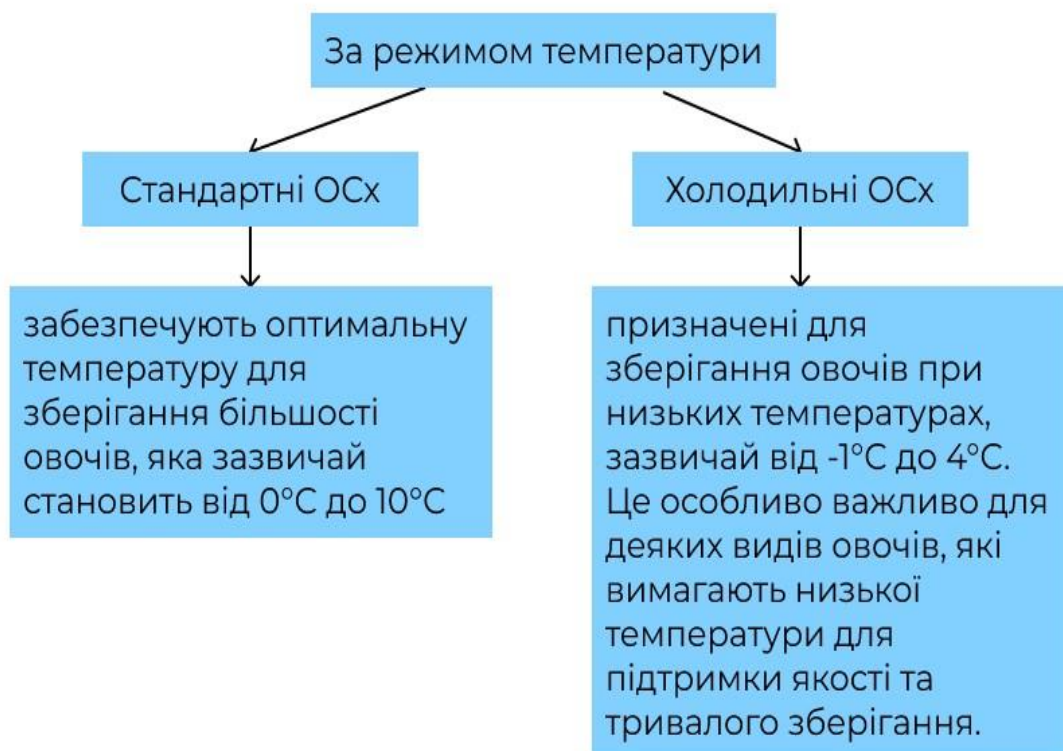 За режимом температури
Стандартні ОСх
Холодильні ОСх
забезпечують оптимальну
температуру для
зберігання більшості
овочів, яка зазвичай
становить від 0°C до 10°C
призначені для
зберігання овочів при
низьких температурах,
зазвичай від -1°C до 4°C.
Це особливо важливо для
деяких видів овочів, які
вимагають низької
температури для
підтримки якості та
тривалого зберігання.